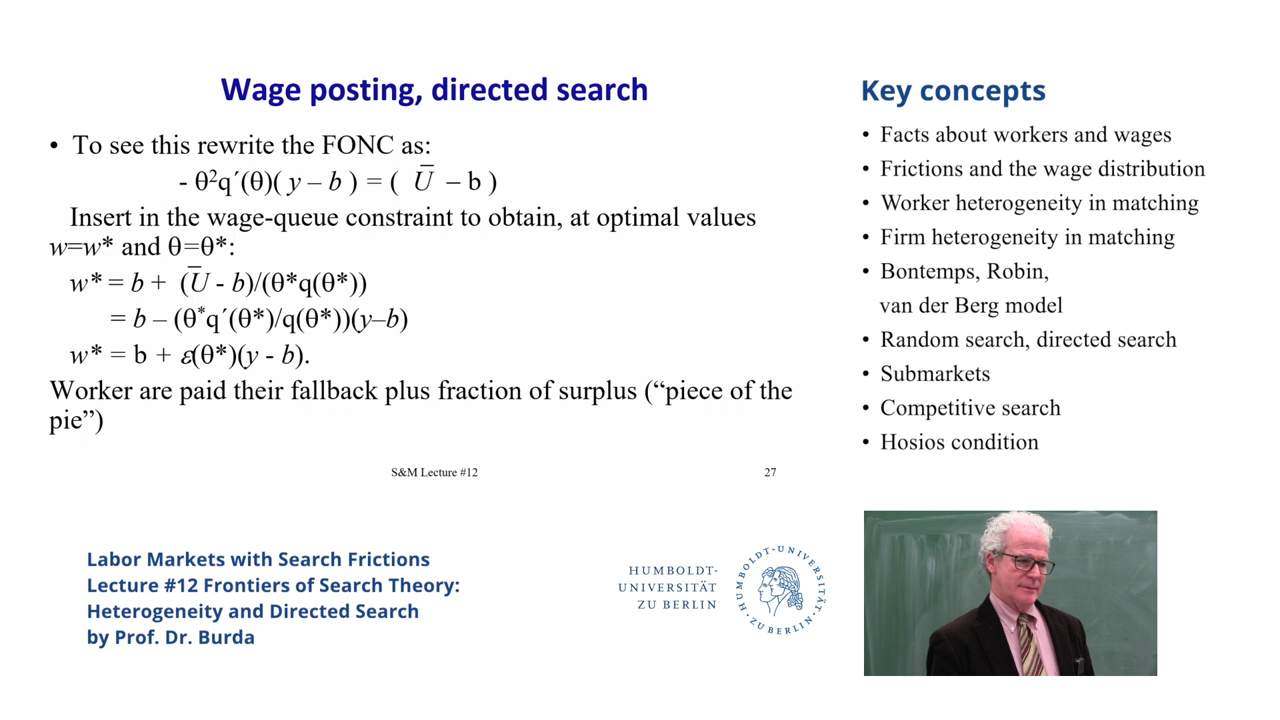 Wage posting, directed search
• To see this rewrite the FONC as:
- θ²q´(θ)( y – b ) = ( U̅ – b )
Insert in the wage-queue constraint to obtain, at optimal values
w=w* and θ=θ*:
w* = b + (U̅ - b)/(θ*q(θ*))
= b – (θ*q´(θ*)/q(θ*))(y–b)
w* = b + ε(θ*)(y - b).
Worker are paid their fallback plus fraction of surplus (“piece of the
pie”)
S&M Lecture #12
27
Key concepts
• Facts about workers and wages
• Frictions and the wage distribution
• Worker heterogeneity in matching
• Firm heterogeneity in matching
• Bontemps, Robin,
van der Berg model
• Random search, directed search
• Submarkets
• Competitive search
• Hosios condition
Labor Markets with Search Frictions
Lecture #12 Frontiers of Search Theory:
Heterogeneity and Directed Search
by Prof. Dr. Burda
HUMBOLDT-
UNIVERSITÄT
ZU BERLIN
HUMBOLDT-UNIVERSITÄT
· ZU BERLIN ·